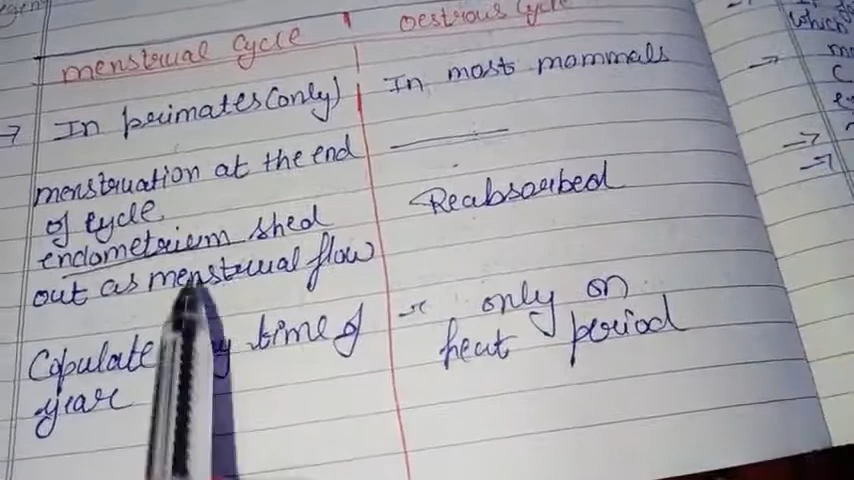 menstrual Cycle
oestrous Cycle
In primates (only)
In most mammals
menstruation at the end
of cycle.
endometrium shed
out as menstrual flow
Reabsorbed
Copulate time of
year
only on
heat period
which